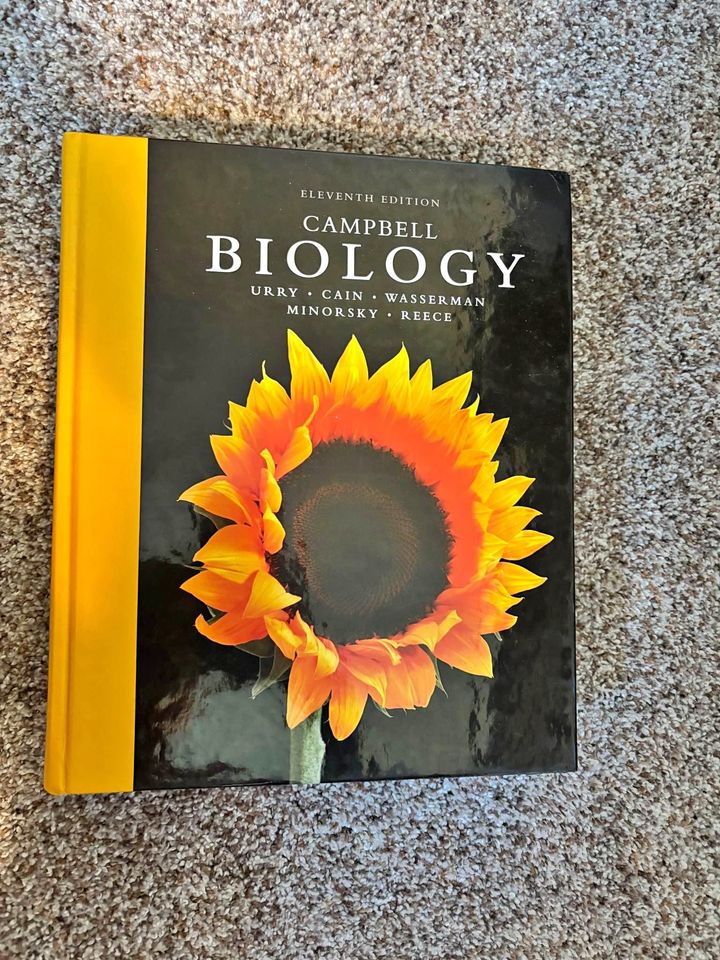 ELEVENTH EDITION
CAMPBELL
BIOLOGY
URRY • CAIN • WASSERMAN
MINORSKY • REECE